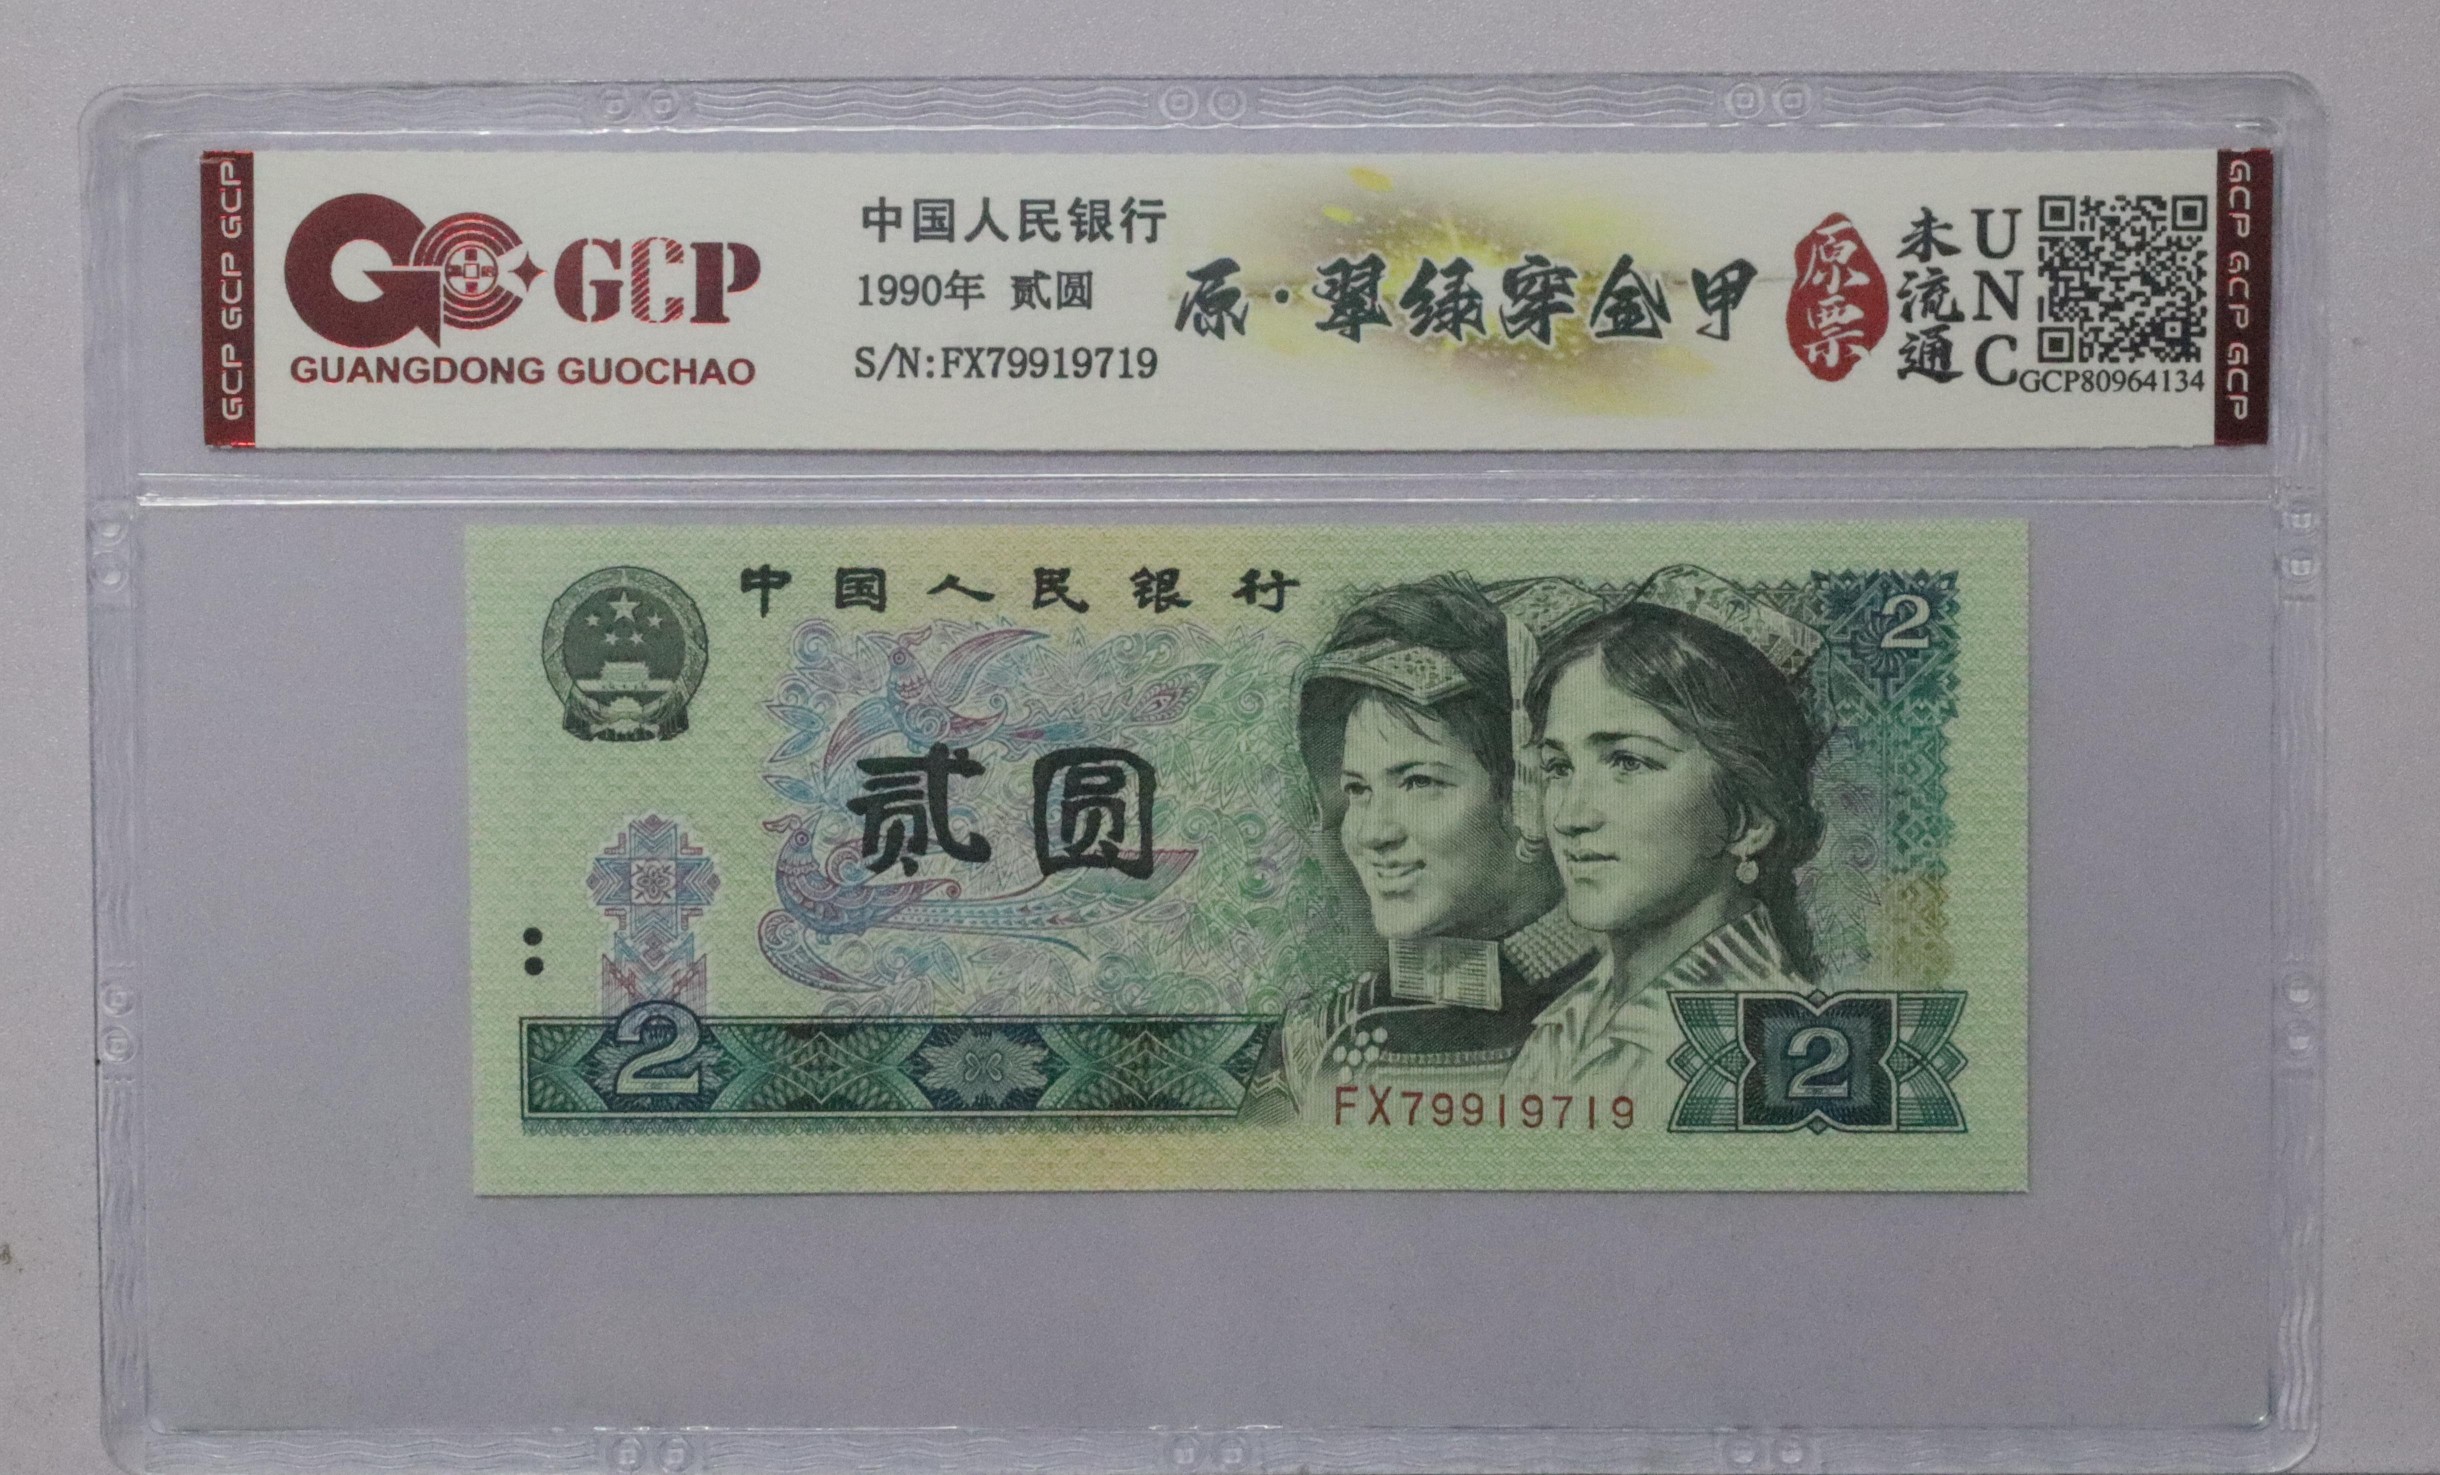 GCP GCP GCP
GCP
GUANGDONG GUOCHAO
中国人民银行
1990年 贰圆
S/N:FX79919719
原·翠绿穿金甲
原票
未流通
UNC
GCP80964134
GCP GCP GCP
中国人民银行
2
贰圆
2
FX79919719
2